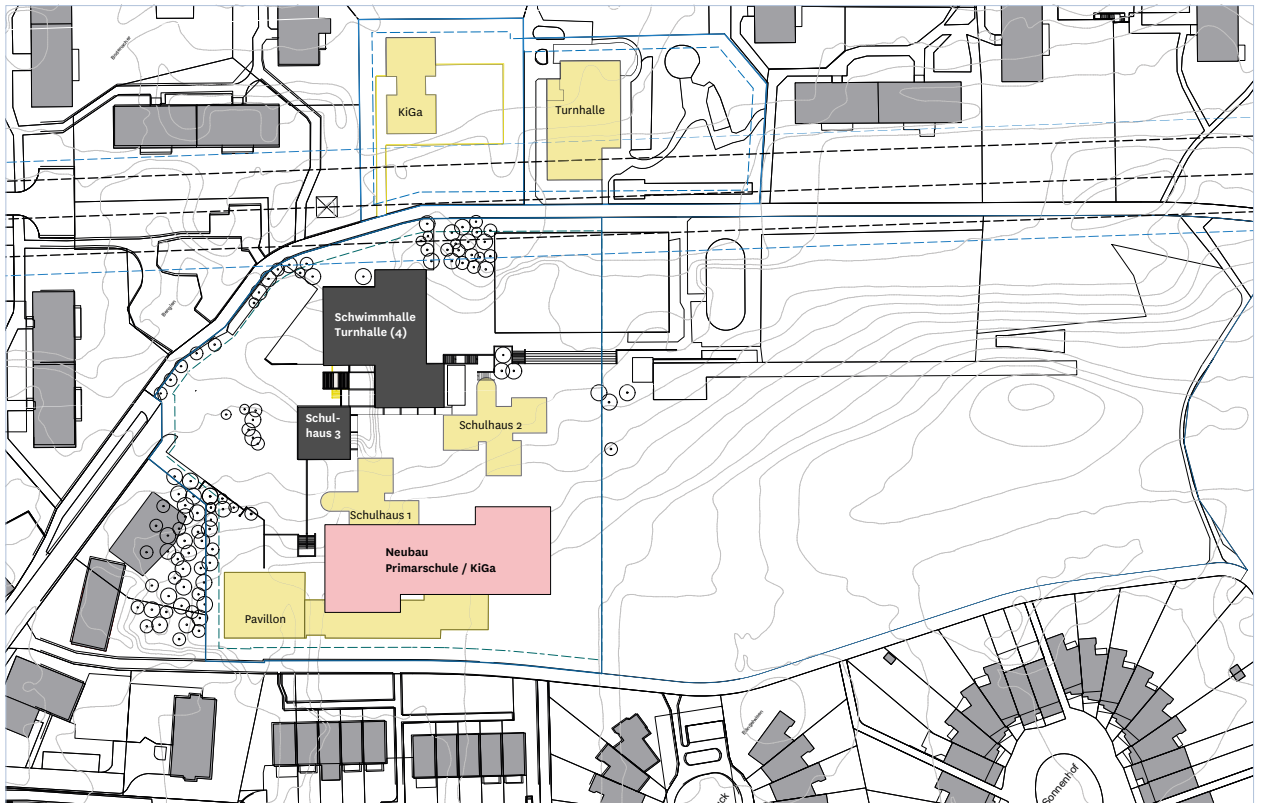 KiGa
Turnhalle
Schwimmhalle
Turnhalle (4)
Schul-
haus 3
Schulhaus 2
Schulhaus 1
Neubau
Primarschule / KiGa
Pavillon
Sonnenhof